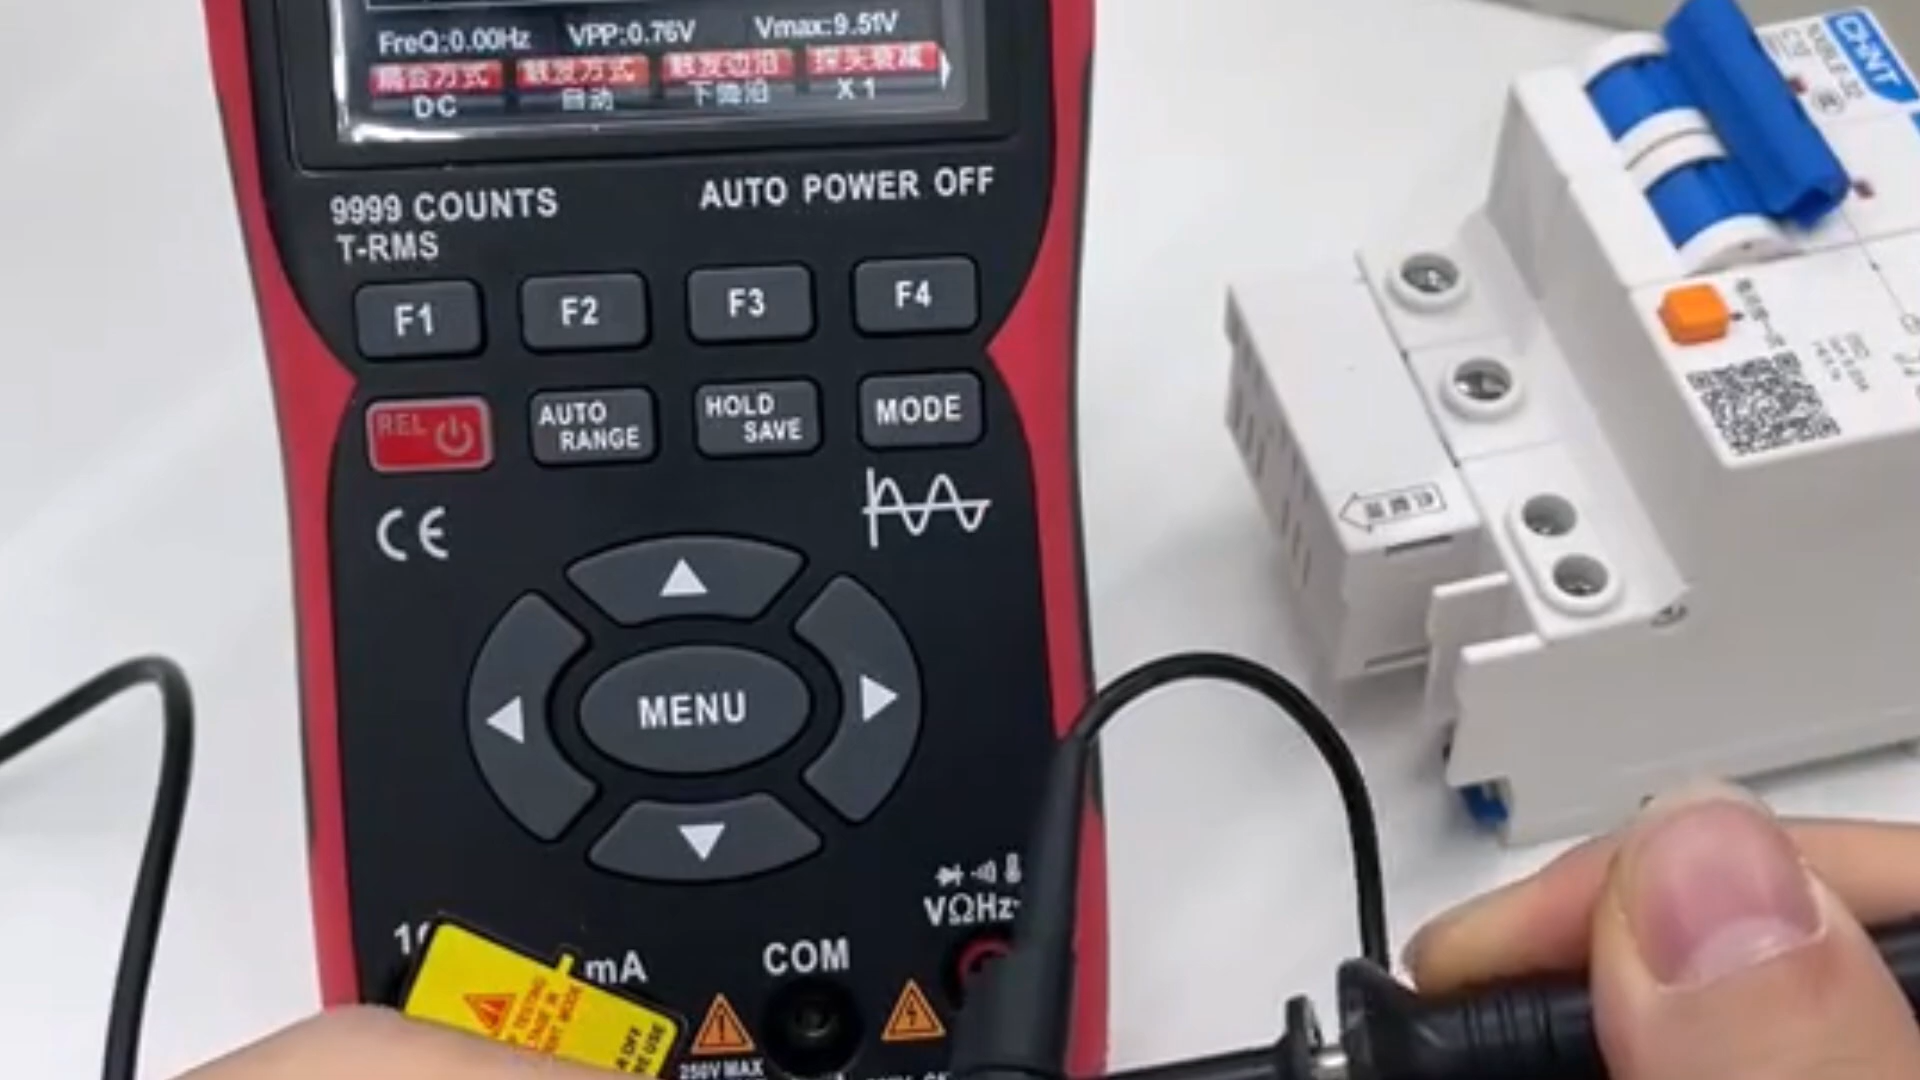 FreQ:0.00Hz VPP:0.76V Vmax:9.51V
耦合方式 触发方式 触发边沿 探头衰减
DC 自动 下降沿 X1
9999 COUNTS
T-RMS
AUTO POWER OFF
F1 F2 F3 F4
REL
AUTO RANGE
HOLD SAVE
MODE
CE
MENU
VΩHz
mA
COM
250V MAX
CHNT